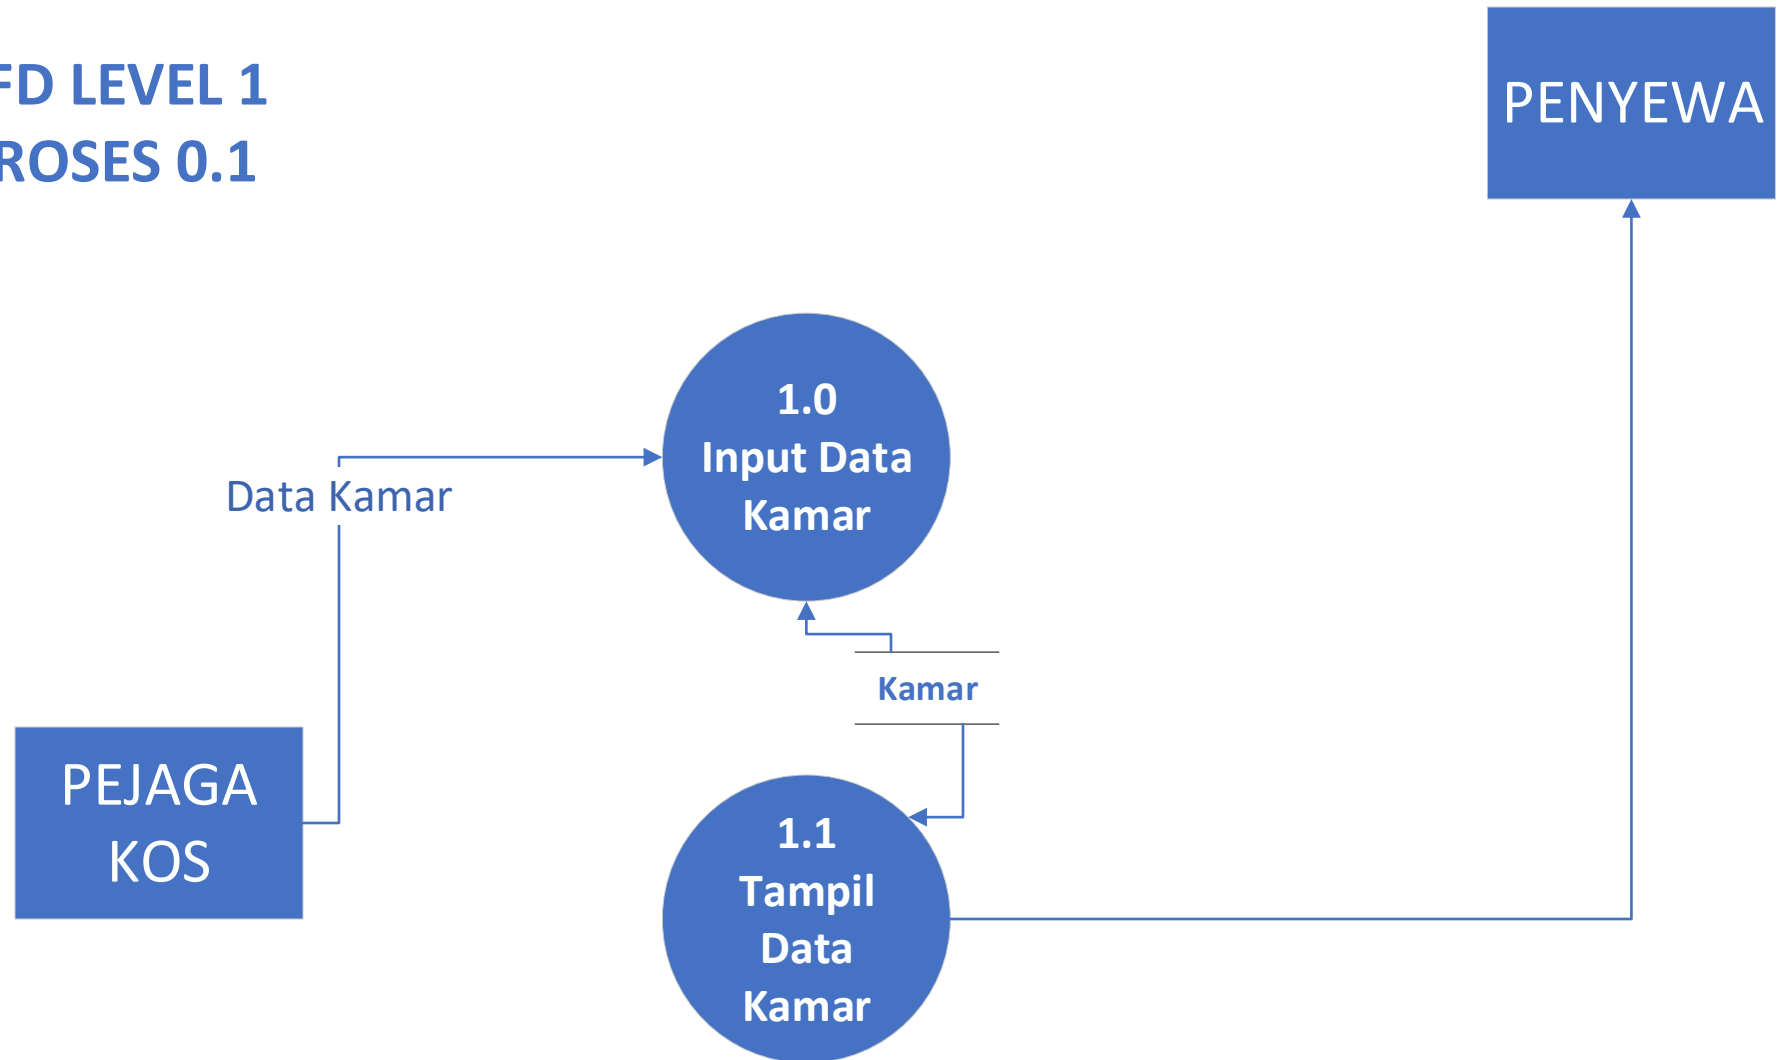 FD LEVEL 1
ROSES 0.1
PENYEWA
1.0
Input Data
Kamar
Data Kamar
Kamar
PEJAGA
KOS
1.1
Tampil
Data
Kamar